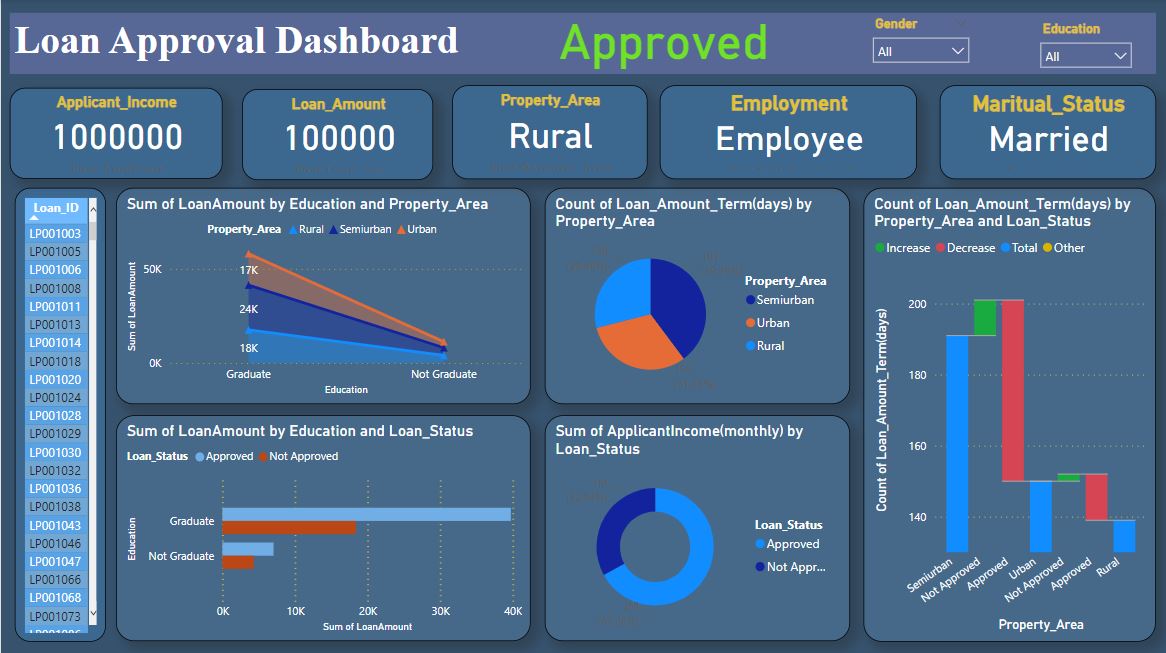 Loan Approval Dashboard
Approved
Gender
All
Education
All
Applicant_Income
1000000
Loan_Amount
100000
Property_Area
Rural
Employment
Employee
Maritual_Status
Married
Loan_ID
LP001003
LP001005
LP001006
LP001008
LP001011
LP001013
LP001014
LP001018
LP001020
LP001024
LP001028
LP001029
LP001030
LP001032
LP001036
LP001038
LP001043
LP001046
LP001047
LP001066
LP001068
LP001073
Sum of LoanAmount by Education and Property_Area
Property_Area Rural Semiurban Urban
Sum of LoanAmount
50K
0K
17K
24K
18K
Graduate Not Graduate
Education
Count of Loan_Amount_Term(days) by
Property_Area
Property_Area
Semiurban
Urban
Rural
Count of Loan_Amount_Term(days) by
Property_Area and Loan_Status
Increase Decrease Total Other
Count of Loan_Amount_Term(days)
200
180
160
140
Semiurban
Not Approved
Approved
Urban
Not Approved
Approved
Rural
Property_Area
Sum of LoanAmount by Education and Loan_Status
Loan_Status Approved Not Approved
Education
Graduate
Not Graduate
0K 10K 20K 30K 40K
Sum of LoanAmount
Sum of ApplicantIncome(monthly) by
Loan_Status
Loan_Status
Approved
Not Appr...